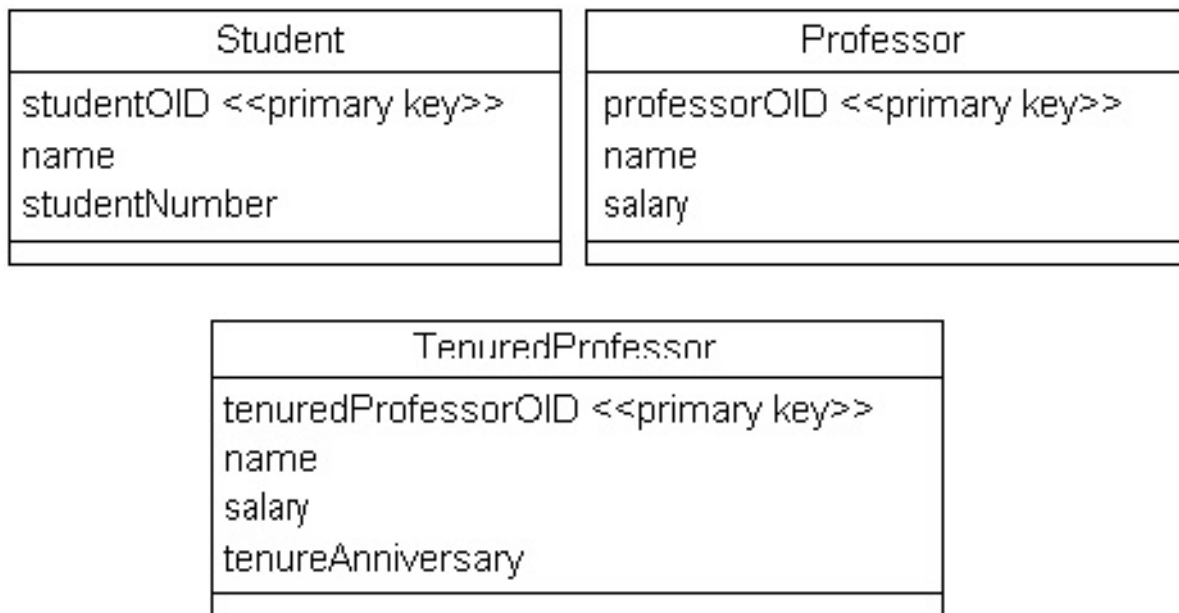 Student
studentOID <<primary key>>
name
studentNumber
Professor
professorOID <<primary key>>
name
salary
TenuredProfessor
tenuredProfessorOID <<primary key>>
name
salary
tenureAnniversary